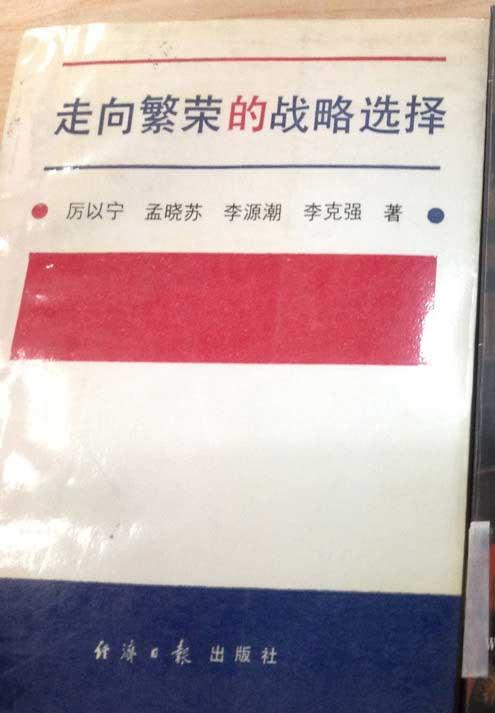 走向繁荣的战略选择
厉以宁 孟晓苏 李源潮 李克强 著
经济日报出版社